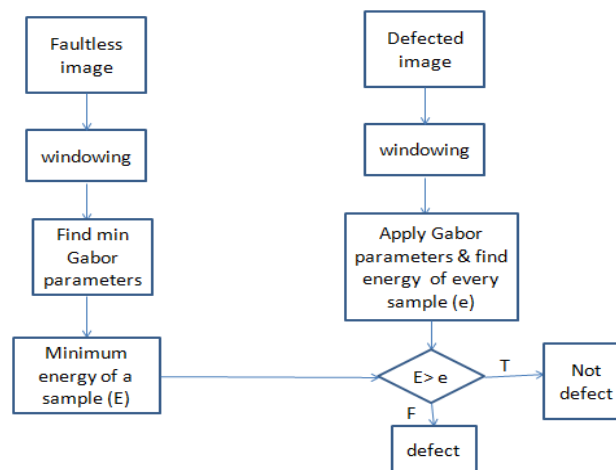 Faultless
image
windowing
Find min
Gabor
parameters
Minimum
energy of a
sample (E)
Defected
image
windowing
Apply Gabor
parameters & find
energy of every
sample (e)
E> e
T
F
Not
defect
defect